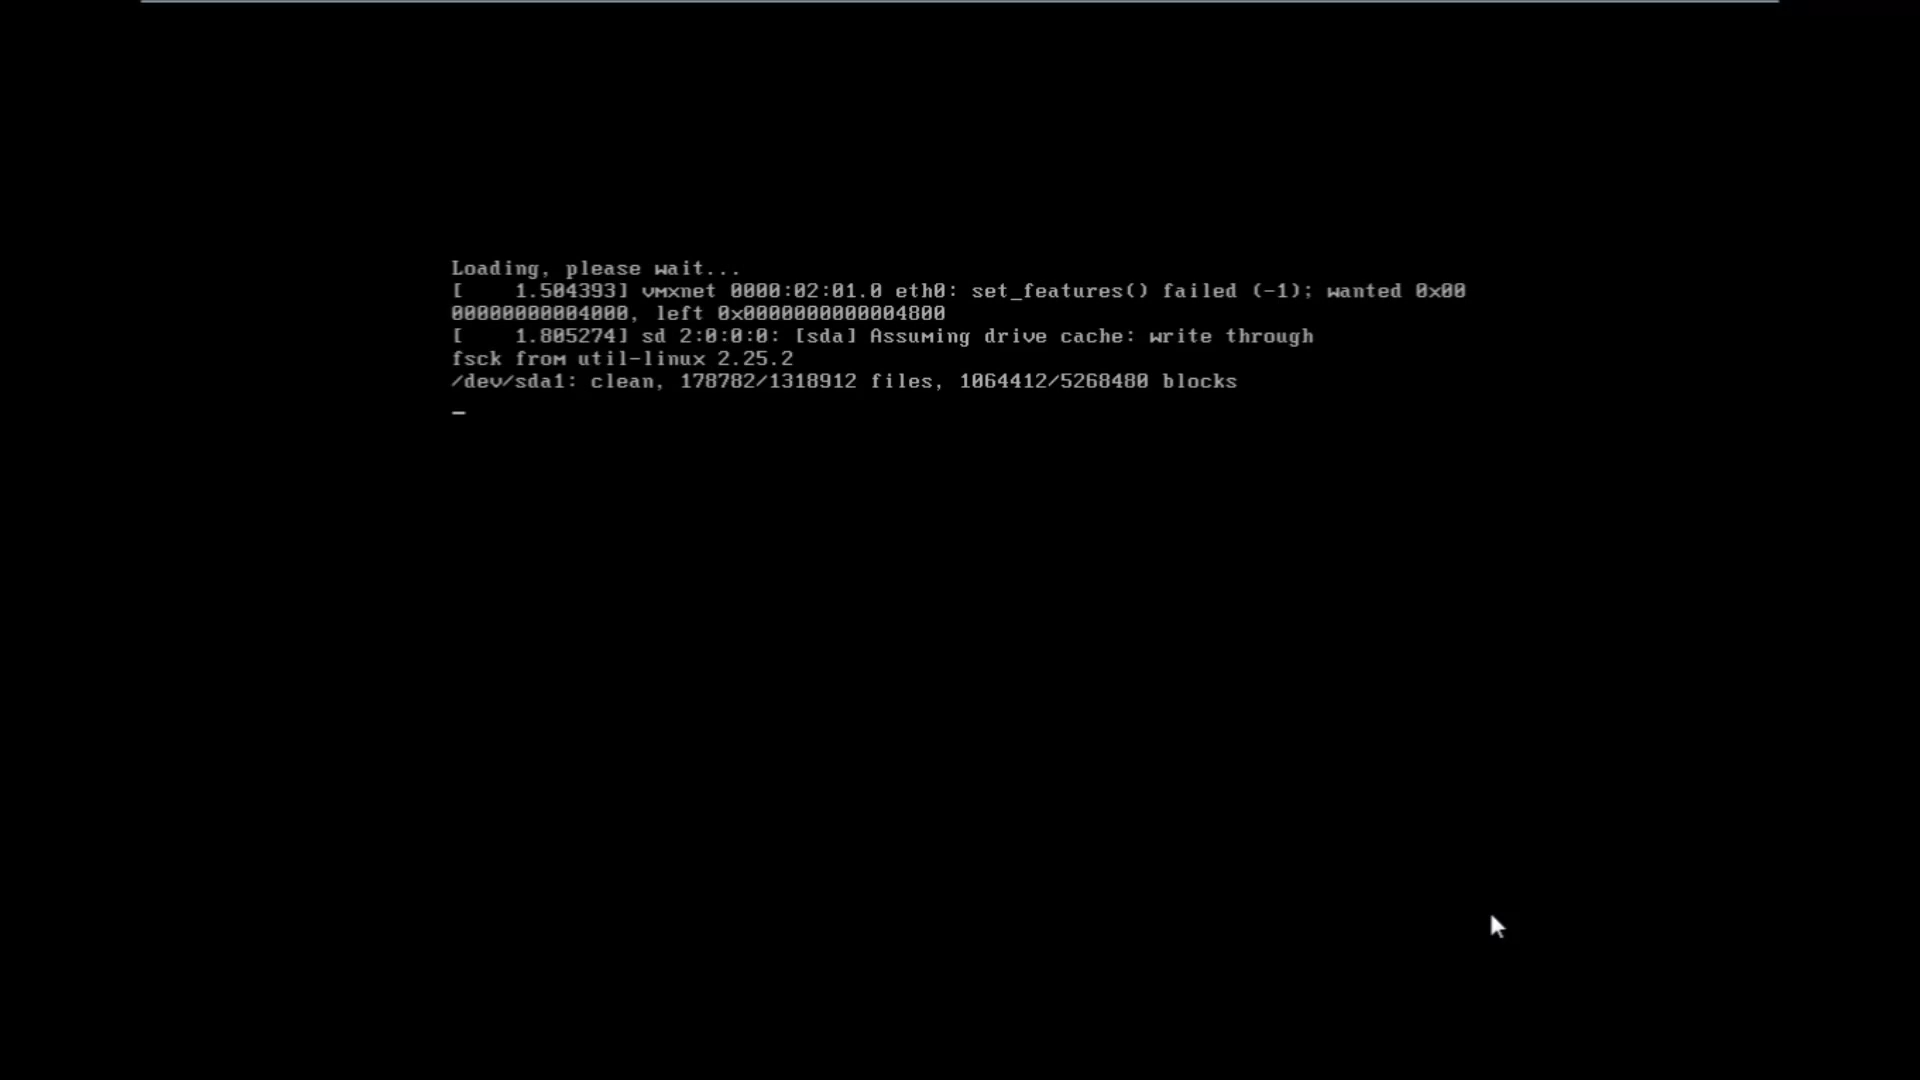 Loading, please wait...
[    1.504393] vmxnet 0000:02:01.0 eth0: set_features() failed (-1); wanted 0x00
00000000004000, left 0x0000000000004800
[    1.805274] sd 2:0:0:0: [sda] Assuming drive cache: write through
fsck from util-linux 2.25.2
/dev/sda1: clean, 178782/1318912 files, 1064412/5268480 blocks
_